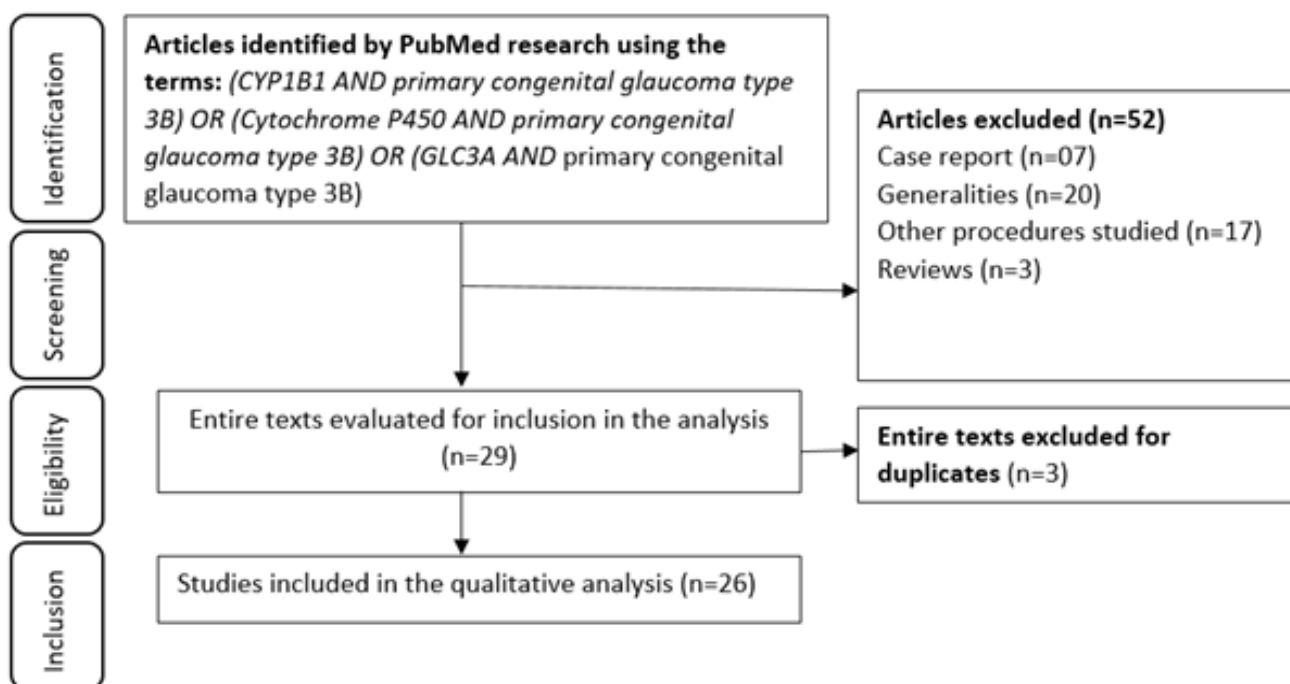 Identification
Articles identified by PubMed research using the
terms: (CYP1B1 AND primary congenital glaucoma type
3B) OR (Cytochrome P450 AND primary congenital
glaucoma type 3B) OR (GLC3A AND primary congenital
glaucoma type 3B)
Screening
Articles excluded (n=52)
Case report (n=07)
Generalities (n=20)
Other procedures studied (n=17)
Reviews (n=3)
Eligibility
Entire texts evaluated for inclusion in the analysis
(n=29)
Entire texts excluded for
duplicates (n=3)
Inclusion
Studies included in the qualitative analysis (n=26)